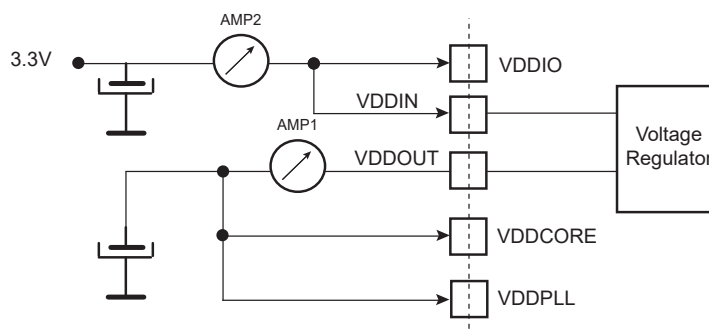 AMP2
3.3V
VDDIO
VDDIN
AMP1
VDDOUT
Voltage
Regulator
VDDCORE
VDDPLL